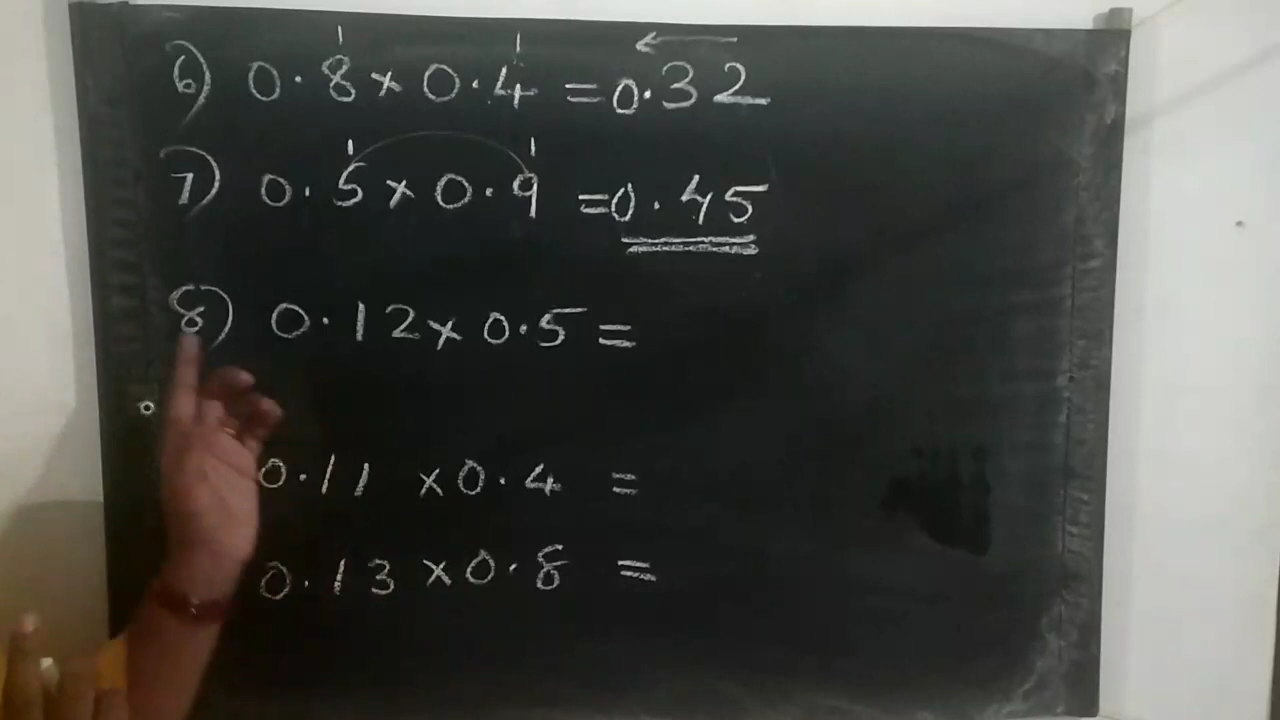 6) 0.8 × 0.4 = 0.32
7) 0.5 × 0.9 = 0.45
8) 0.12 × 0.5 =
0.11 × 0.4 =
0.13 × 0.8 =